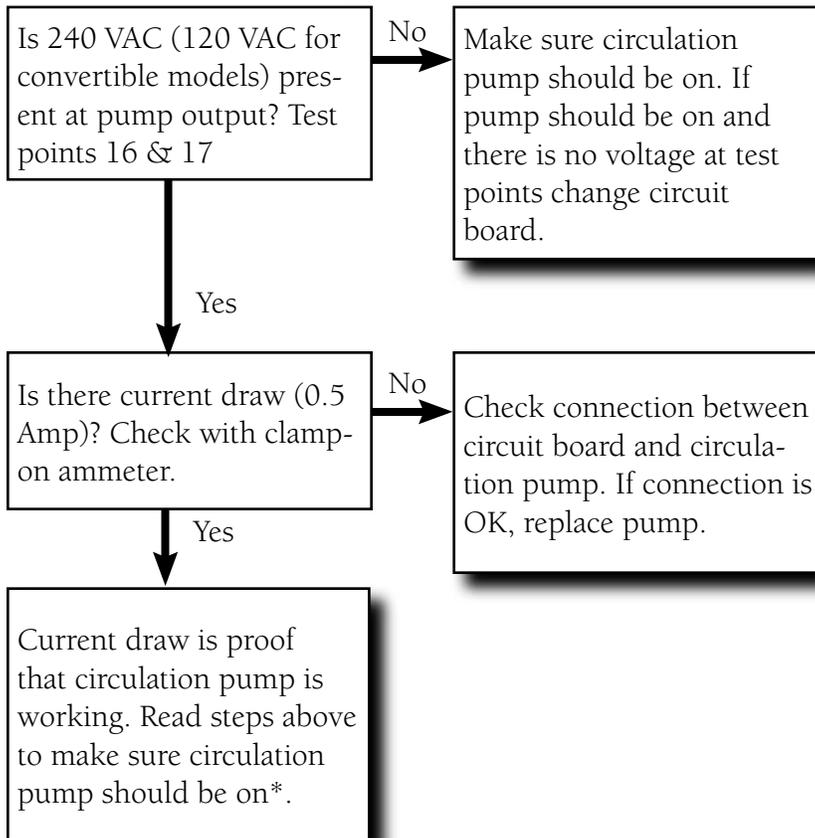 Is 240 VAC (120 VAC for
convertible models) pres-
ent at pump output? Test
points 16 & 17
No
Make sure circulation
pump should be on. If
pump should be on and
there is no voltage at test
points change circuit
board.
Yes
Is there current draw (0.5
Amp)? Check with clamp-
on ammeter.
No
Check connection between
circuit board and circula-
tion pump. If connection is
OK, replace pump.
Yes
Current draw is proof
that circulation pump is
working. Read steps above
to make sure circulation
pump should be on*.